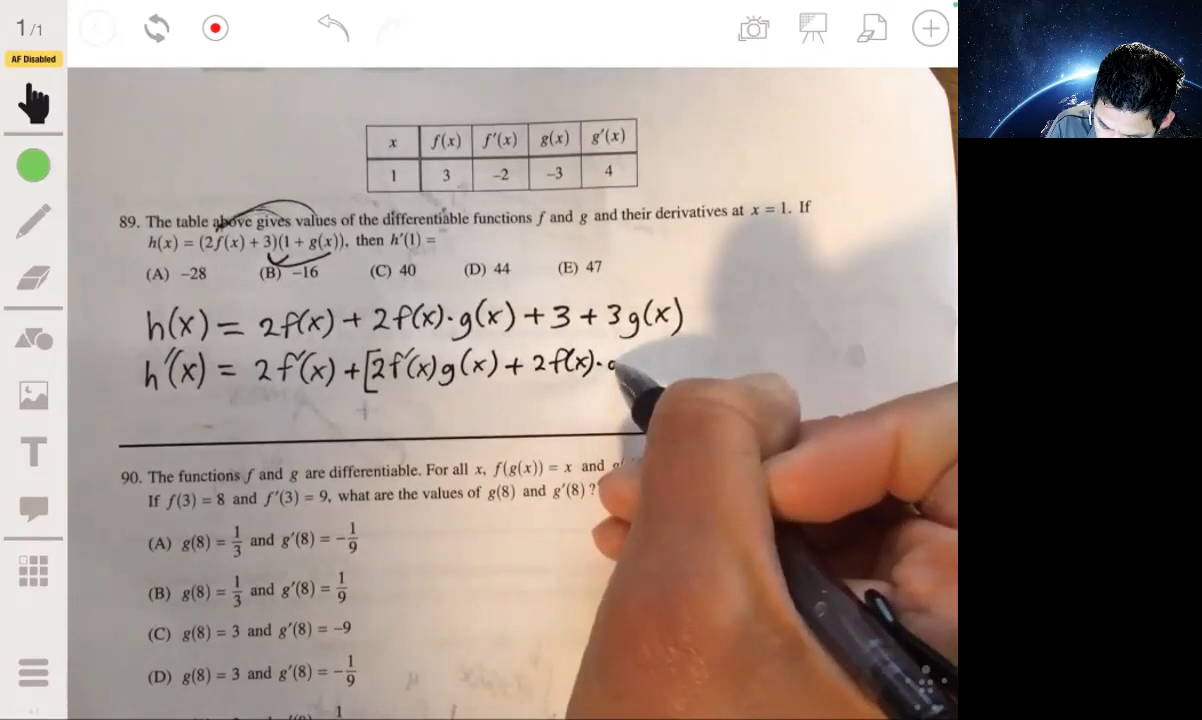 1/1
AF Disabled
x f(x) f'(x) g(x) g'(x)
1 3 -2 -3 4
89. The table above gives values of the differentiable functions f and g and their derivatives at x = 1. If
h(x) = (2f(x) + 3)(1 + g(x)), then h'(1) =
(A) -28 (B) -16 (C) 40 (D) 44 (E) 47
h(x) = 2f(x) + 2f(x)·g(x) + 3 + 3g(x)
h'(x) = 2f'(x) + [2f'(x)g(x) + 2f(x)·
90. The functions f and g are differentiable. For all x, f(g(x)) = x and
If f(3) = 8 and f'(3) = 9, what are the values of g(8) and g'(8) ?
(A) g(8) = 1/3 and g'(8) = -1/9
(B) g(8) = 1/3 and g'(8) = 1/9
(C) g(8) = 3 and g'(8) = -9
(D) g(8) = 3 and g'(8) = -1/9
T